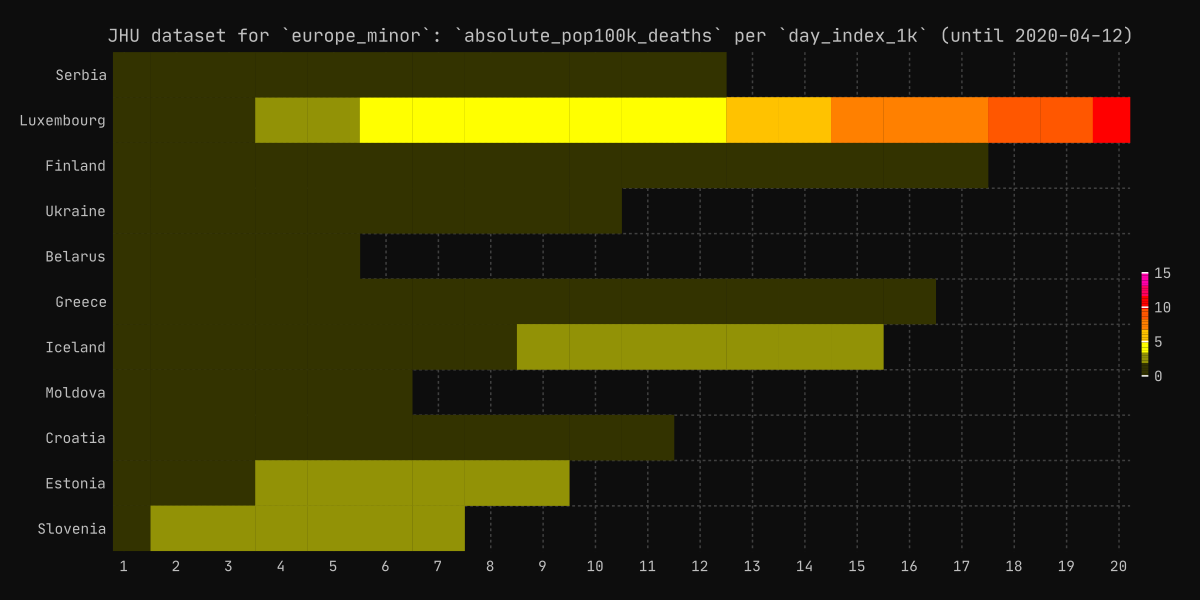 JHU dataset for `europe_minor`: `absolute_pop100k_deaths` per `day_index_1k` (until 2020-04-12)
Serbia
Luxembourg
Finland
Ukraine
Belarus
Greece
Iceland
Moldova
Croatia
Estonia
Slovenia
1 2 3 4 5 6 7 8 9 10 11 12 13 14 15 16 17 18 19 20
15
10
5
0